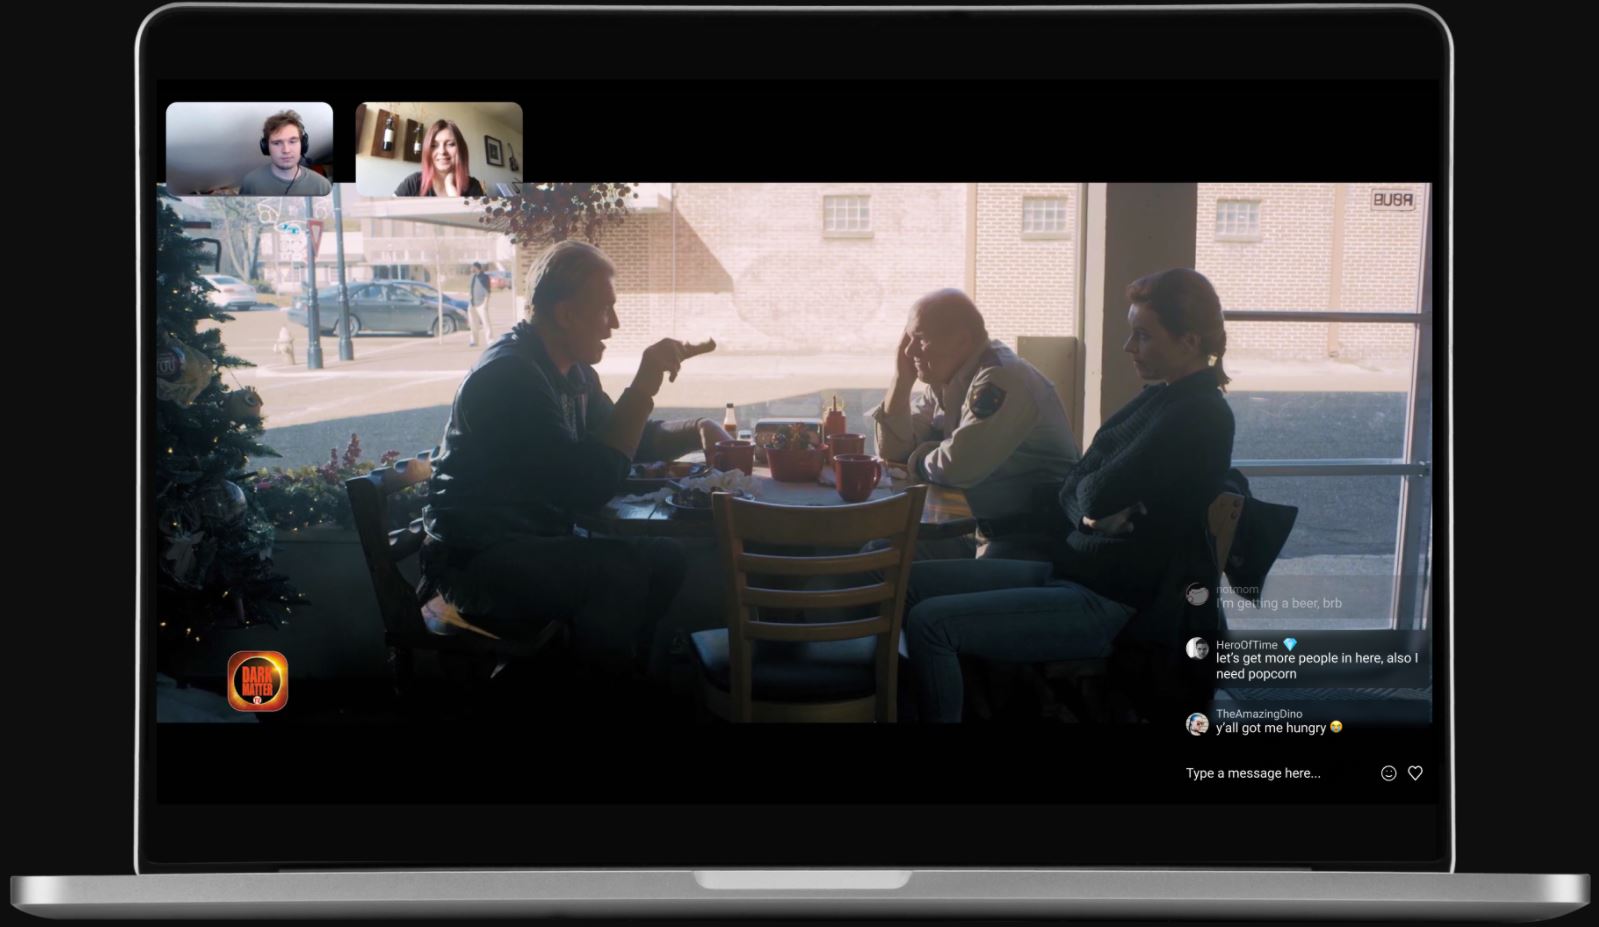 DARK
MATTER
TV
notmom
I'm getting a beer, brb
HeroOfTime 💎
let's get more people in here, also I
need popcorn
TheAmazingDino
y'all got me hungry 😭
Type a message here...